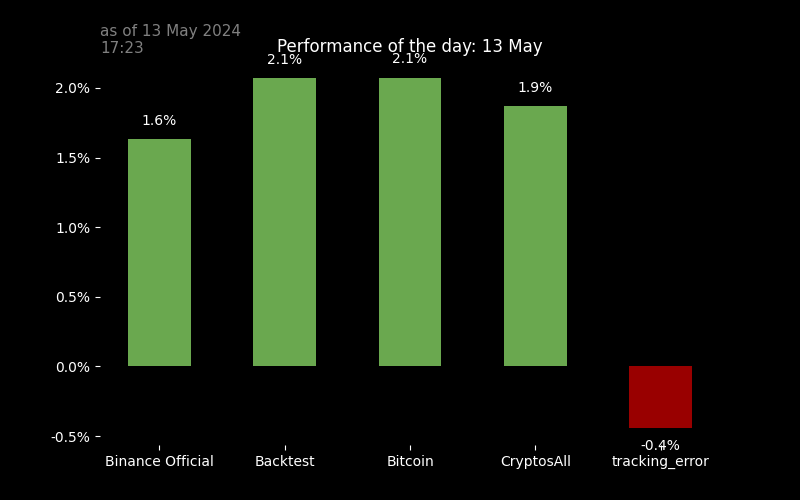 as of 13 May 2024
17:23
Performance of the day: 13 May
2.1%
2.1%
1.9%
1.6%
2.0%
1.5%
1.0%
0.5%
0.0%
-0.5%
-0.4%
Binance Official
Backtest
Bitcoin
CryptosAll
tracking_error